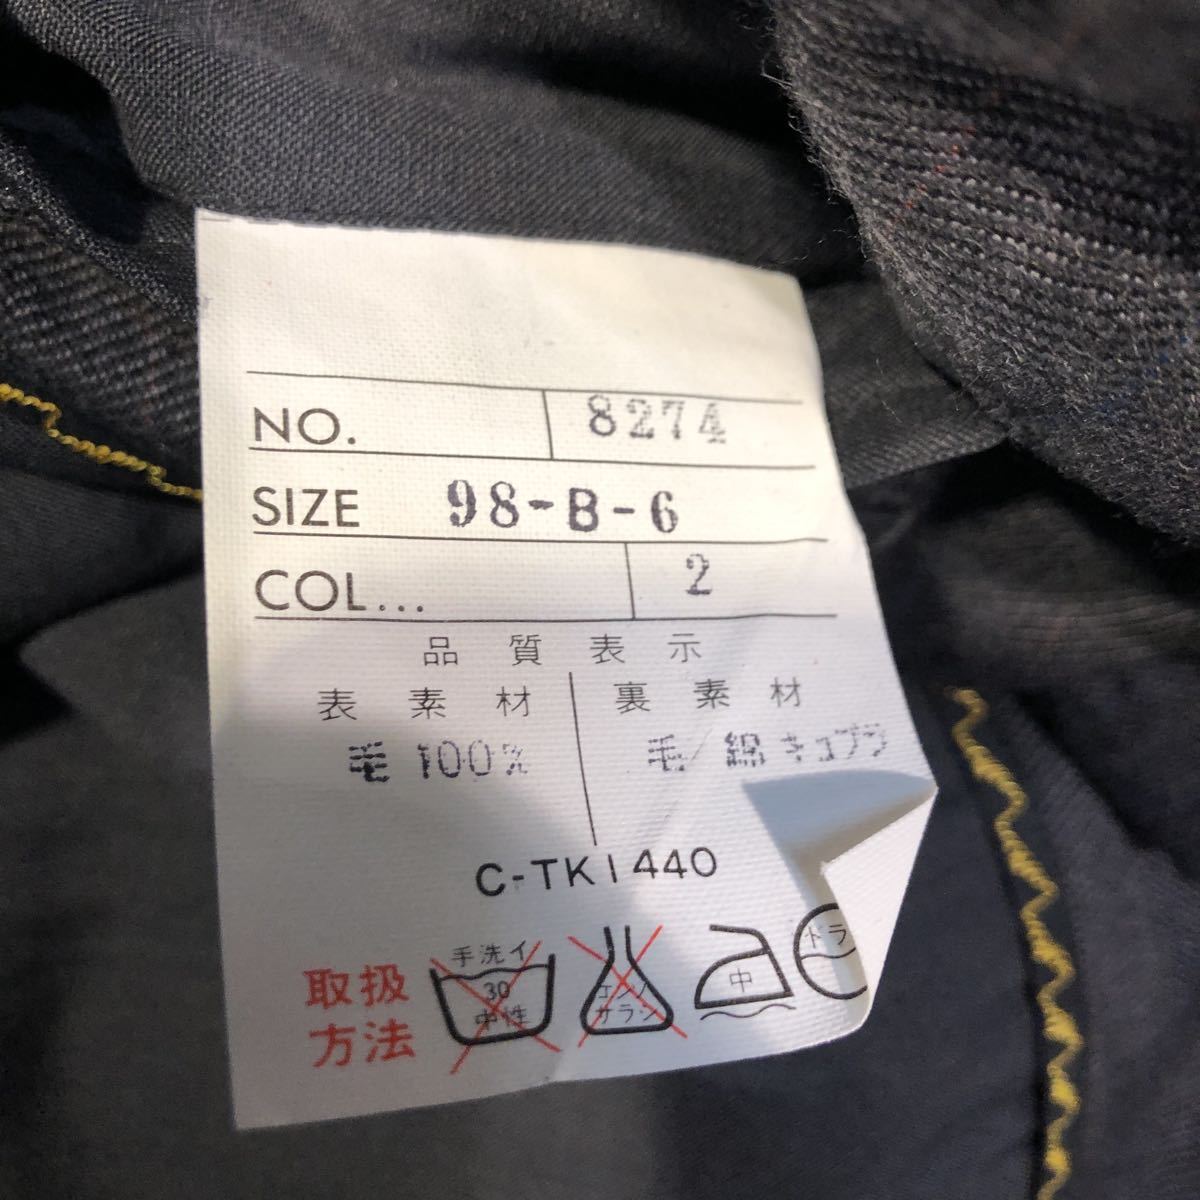 NO. 8274
SIZE 98-B-6
COL... 2
品質表示
表素材 裏素材
毛 100% 毛/綿 キュプラ
C-TK1440
取扱
方法
手洗イ
30
中性
エンソ
サラシ
中
ドラ